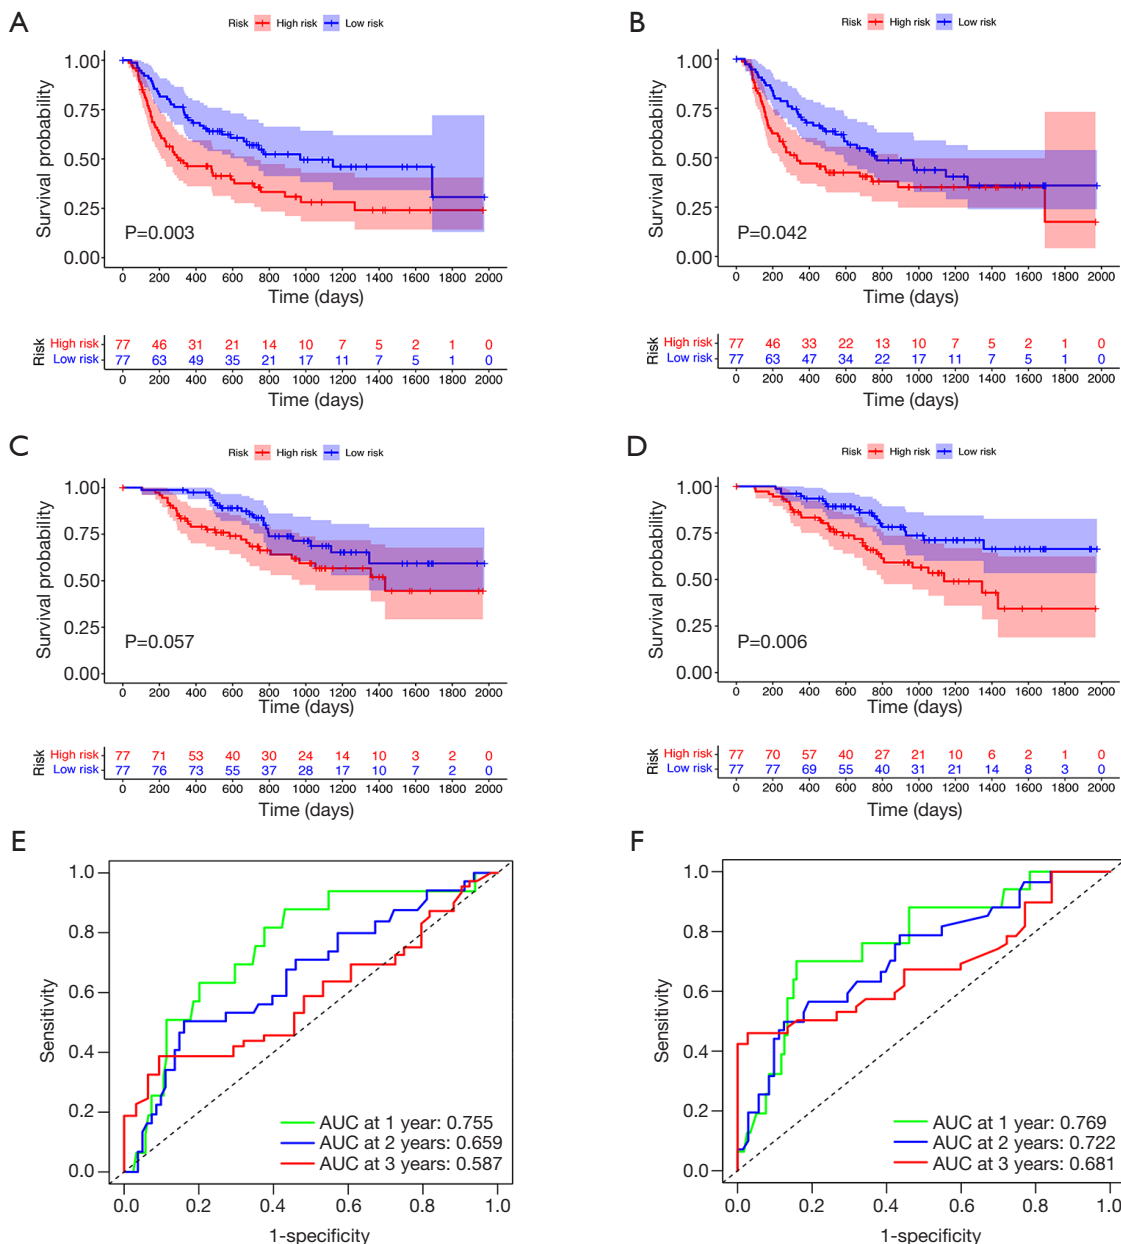 A
Risk High risk Low risk
Survival probability
1.00
0.75
0.50
0.25
0.00
P=0.003
0 200 400 600 800 1000 1200 1400 1600 1800 2000
Time (days)
Risk
High risk 77 46 31 21 14 10 7 5 2 1 0
Low risk 77 63 49 35 21 17 11 7 5 1 0
0 200 400 600 800 1000 1200 1400 1600 1800 2000
Time (days)
B
Risk High risk Low risk
Survival probability
1.00
0.75
0.50
0.25
0.00
P=0.042
0 200 400 600 800 1000 1200 1400 1600 1800 2000
Time (days)
Risk
High risk 77 46 33 22 13 10 7 5 2 1 0
Low risk 77 63 47 34 22 17 11 7 5 1 0
0 200 400 600 800 1000 1200 1400 1600 1800 2000
Time (days)
C
Risk High risk Low risk
Survival probability
1.00
0.75
0.50
0.25
0.00
P=0.057
0 200 400 600 800 1000 1200 1400 1600 1800 2000
Time (days)
Risk
High risk 77 71 53 40 30 24 14 10 3 2 0
Low risk 77 76 73 55 37 28 17 10 7 2 0
0 200 400 600 800 1000 1200 1400 1600 1800 2000
Time (days)
D
Risk High risk Low risk
Survival probability
1.00
0.75
0.50
0.25
0.00
P=0.006
0 200 400 600 800 1000 1200 1400 1600 1800 2000
Time (days)
Risk
High risk 77 70 57 40 27 21 10 6 2 1 0
Low risk 77 77 69 55 40 31 21 14 8 3 0
0 200 400 600 800 1000 1200 1400 1600 1800 2000
Time (days)
E
Sensitivity
1.0
0.8
0.6
0.4
0.2
0.0
AUC at 1 year: 0.755
AUC at 2 years: 0.659
AUC at 3 years: 0.587
0.0 0.2 0.4 0.6 0.8 1.0
1-specificity
F
Sensitivity
1.0
0.8
0.6
0.4
0.2
0.0
AUC at 1 year: 0.769
AUC at 2 years: 0.722
AUC at 3 years: 0.681
0.0 0.2 0.4 0.6 0.8 1.0
1-specificity